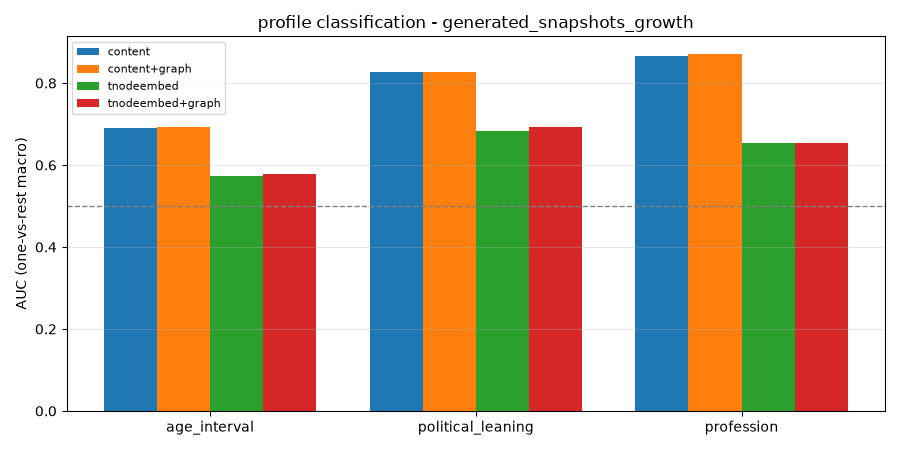 profile classification - generated_snapshots_growth
content
content+graph
tnodeembed
tnodeembed+graph
AUC (one-vs-rest macro)
0.8
0.6
0.4
0.2
0.0
age_interval
political_leaning
profession